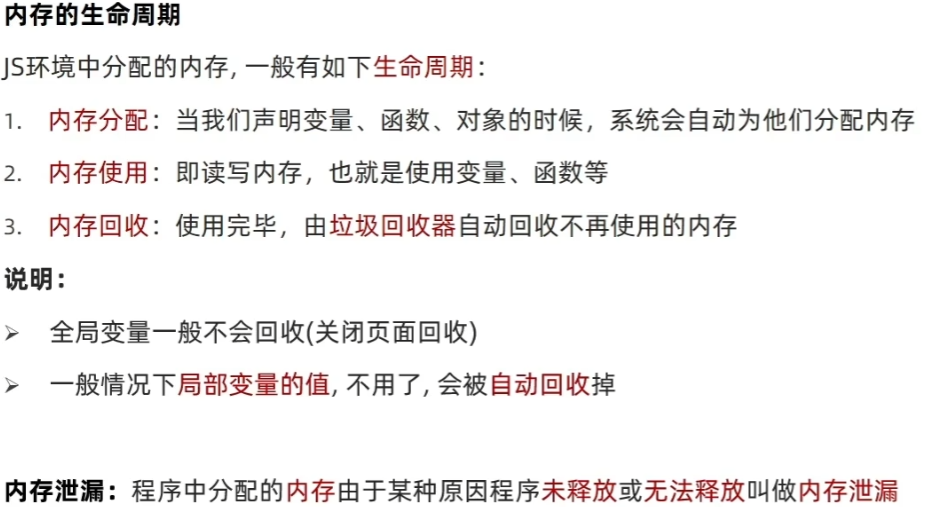 内存的生命周期
JS环境中分配的内存, 一般有如下生命周期：
1. 内存分配：当我们声明变量、函数、对象的时候，系统会自动为他们分配内存
2. 内存使用：即读写内存，也就是使用变量、函数等
3. 内存回收：使用完毕，由垃圾回收器自动回收不再使用的内存
说明：
➢ 全局变量一般不会回收(关闭页面回收)
➢ 一般情况下局部变量的值, 不用了, 会被自动回收掉
内存泄漏：程序中分配的内存由于某种原因程序未释放或无法释放叫做内存泄漏